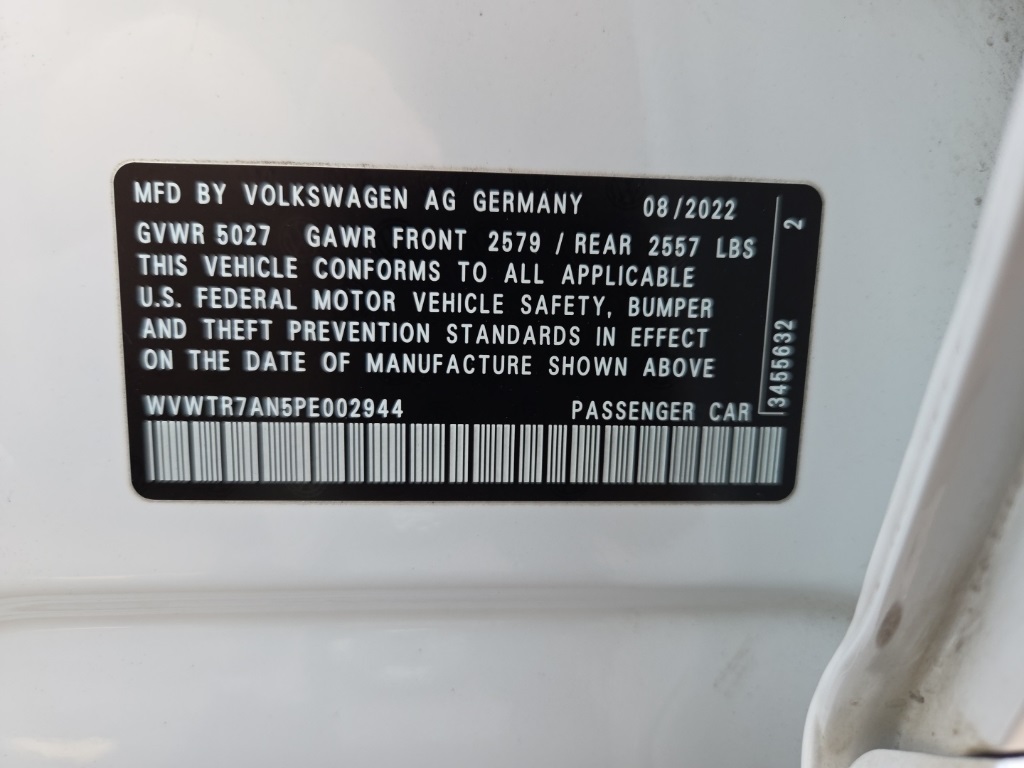 MFD BY VOLKSWAGEN AG GERMANY 08/2022
GVWR 5027 GAWR FRONT 2579 / REAR 2557 LBS
THIS VEHICLE CONFORMS TO ALL APPLICABLE
U.S. FEDERAL MOTOR VEHICLE SAFETY, BUMPER
AND THEFT PREVENTION STANDARDS IN EFFECT
ON THE DATE OF MANUFACTURE SHOWN ABOVE
WVWTR7AN5PE002944 PASSENGER CAR
3455632 2